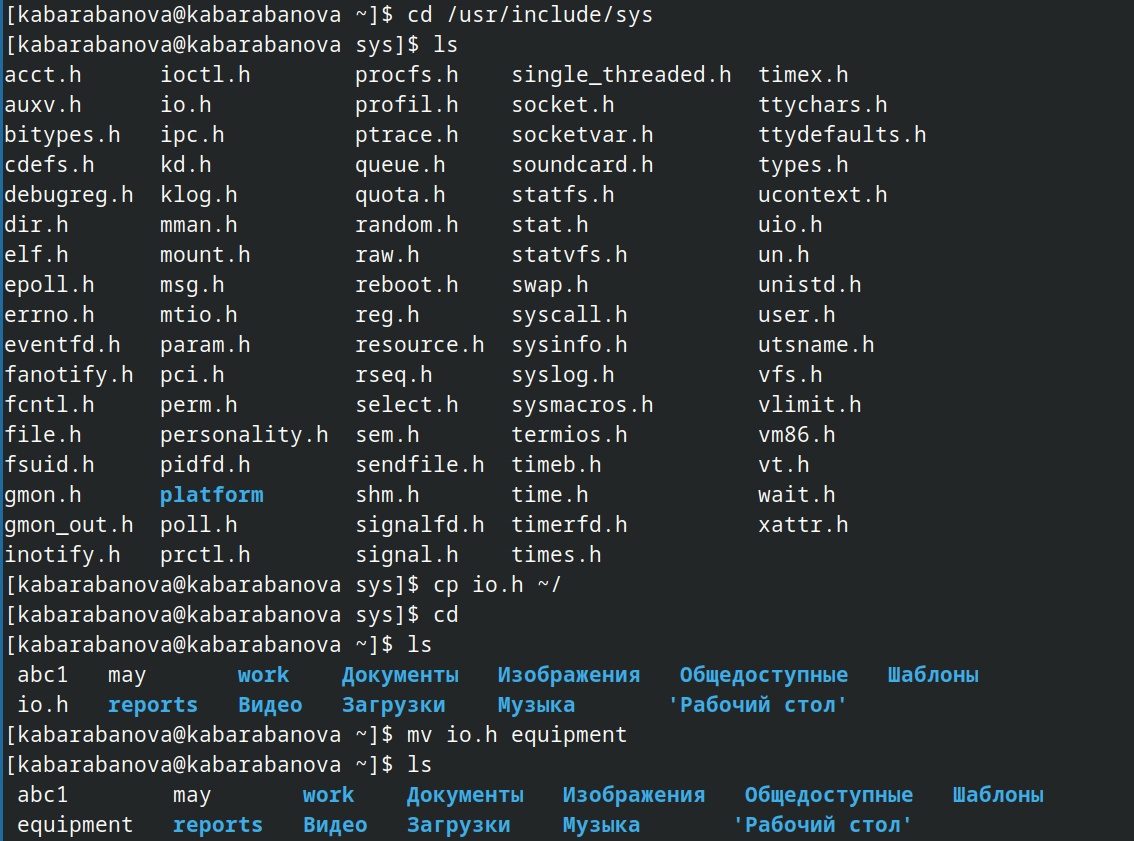 [kabarabanova@kabarabanova ~]$ cd /usr/include/sys
[kabarabanova@kabarabanova sys]$ ls
acct.h ioctl.h procfs.h single_threaded.h timex.h
auxv.h io.h profil.h socket.h ttychars.h
bitypes.h ipc.h ptrace.h socketvar.h ttydefaults.h
cdefs.h kd.h queue.h soundcard.h types.h
debugreg.h klog.h quota.h statfs.h ucontext.h
dir.h mman.h random.h stat.h uio.h
elf.h mount.h raw.h statvfs.h un.h
epoll.h msg.h reboot.h swap.h unistd.h
errno.h mtio.h reg.h syscall.h user.h
eventfd.h param.h resource.h sysinfo.h utsname.h
fanotify.h pci.h rseq.h syslog.h vfs.h
fcntl.h perm.h select.h sysmacros.h vlimit.h
file.h personality.h sem.h termios.h vm86.h
fsuid.h pidfd.h sendfile.h timeb.h vt.h
gmon.h platform shm.h time.h wait.h
gmon_out.h poll.h signalfd.h timerfd.h xattr.h
inotify.h prctl.h signal.h times.h
[kabarabanova@kabarabanova sys]$ cp io.h ~/
[kabarabanova@kabarabanova sys]$ cd
[kabarabanova@kabarabanova ~]$ ls
abc1 may work Документы Изображения Общедоступные Шаблоны
io.h reports Видео Загрузки Музыка 'Рабочий стол'
[kabarabanova@kabarabanova ~]$ mv io.h equipment
[kabarabanova@kabarabanova ~]$ ls
abc1 may work Документы Изображения Общедоступные Шаблоны
equipment reports Видео Загрузки Музыка 'Рабочий стол'